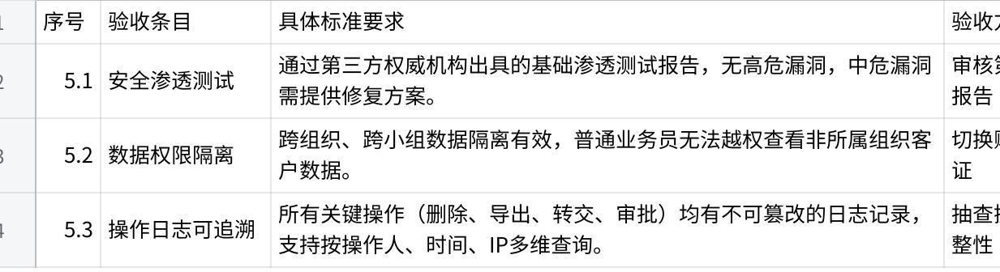 序号 验收条目 具体标准要求 验收
2 5.1 安全渗透测试 通过第三方权威机构出具的基础渗透测试报告，无高危漏洞，中危漏洞 审核
需提供修复方案。 报告
5.2 数据权限隔离 跨组织、跨小组数据隔离有效，普通业务员无法越权查看非所属组织客 切换
户数据。 证
5.3 操作日志可追溯 所有关键操作（删除、导出、转交、审批）均有不可篡改的日志记录， 抽查
支持按操作人、时间、IP多维查询。 整性